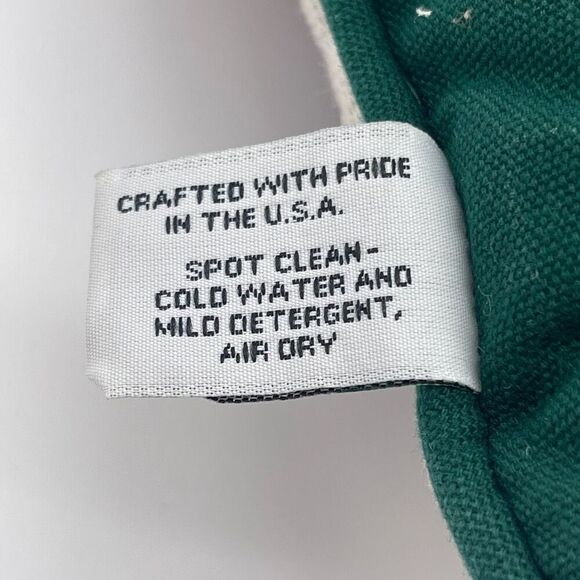 CRAFTED WITH PRIDE
IN THE U.S.A.
SPOT CLEAN-
COLD WATER AND
MILD DETERGENT,
AIR DRY